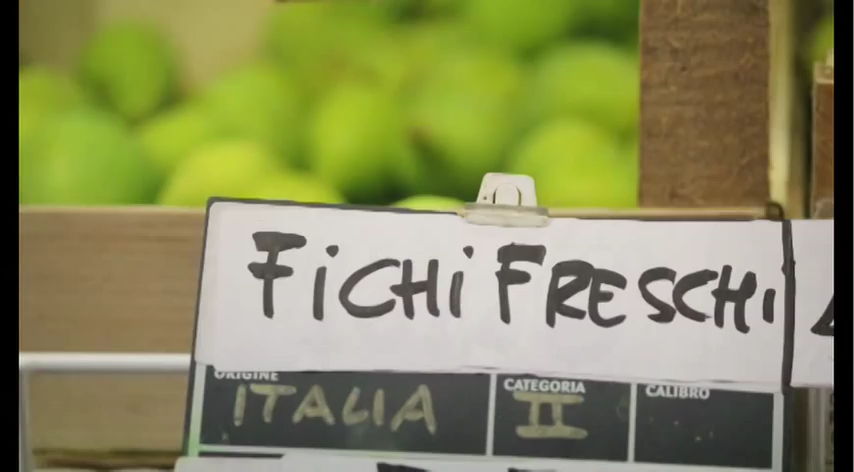 FiCHi FRESCHi
ORIGINE CATEGORIA CALIBRO
ITALIA II